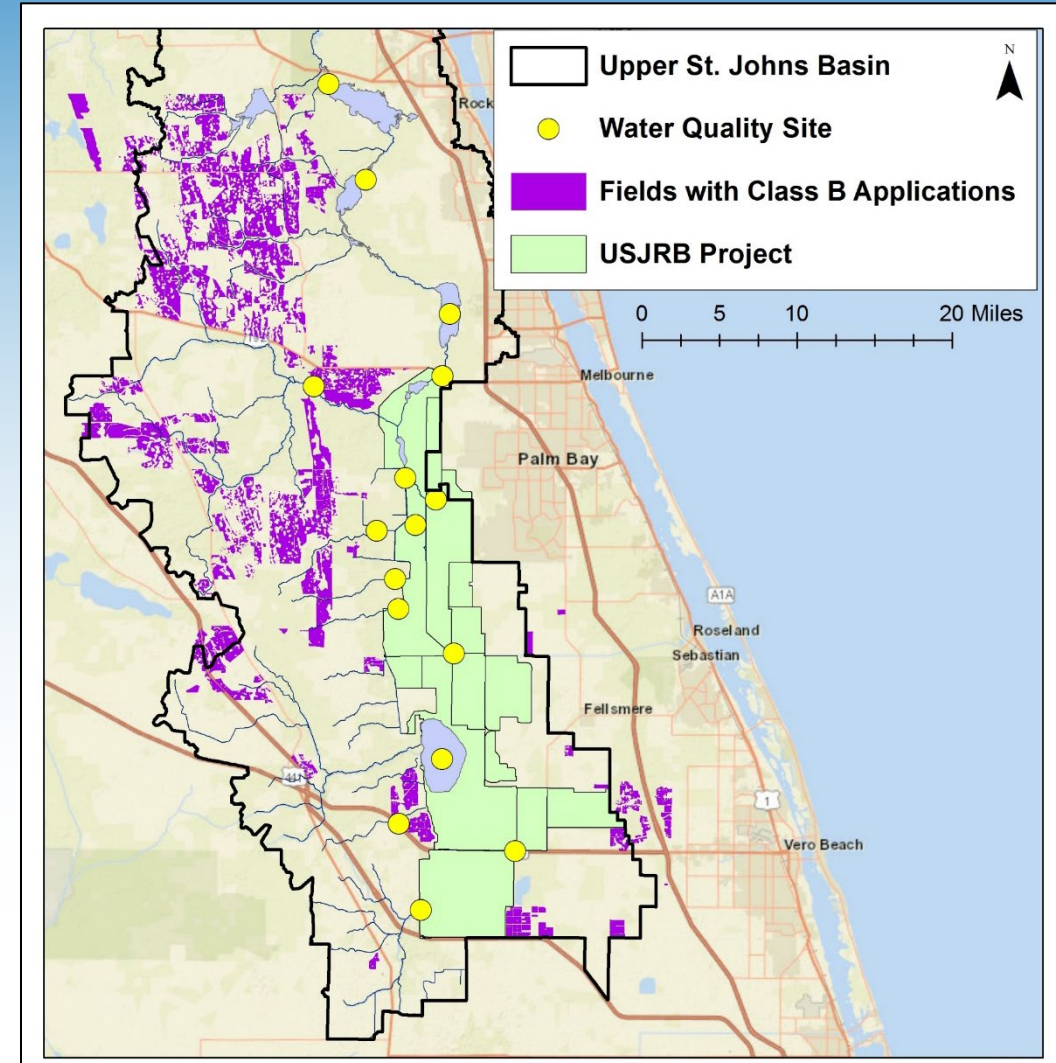 N
Upper St. Johns Basin
Water Quality Site
Fields with Class B Applications
USJRB Project
0 5 10 20 Miles
Rock
Melbourne
Palm Bay
A1A
Roseland
Sebastian
Fellsmere
441
1
Vero Beach